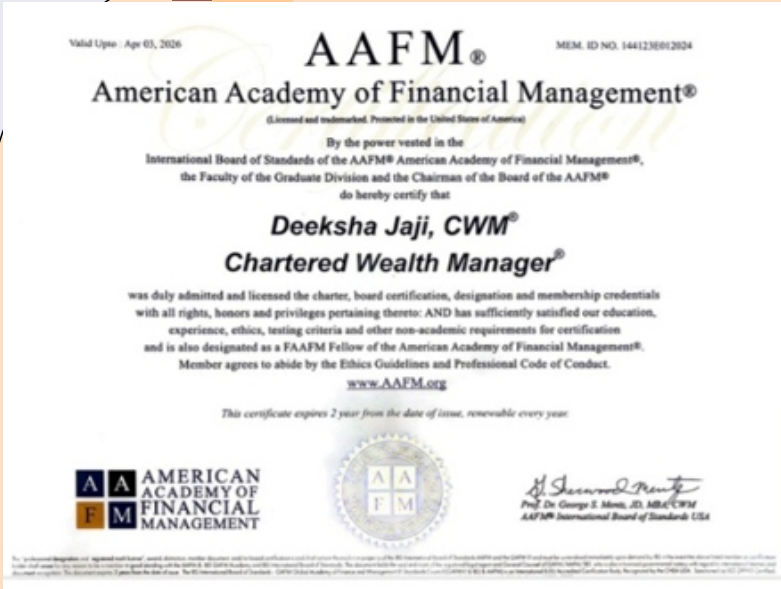 Valid Upto : Apr 03, 2026
MEM. ID NO. 144123E012024
AAFM®
American Academy of Financial Management®
(Licensed and trademarked. Protected in the United States of America)
Certification
By the power vested in the
International Board of Standards of the AAFM® American Academy of Financial Management®,
the Faculty of the Graduate Division and the Chairman of the Board of the AAFM®
do hereby certify that
Deeksha Jaji, CWM®
Chartered Wealth Manager®
was duly admitted and licensed the charter, board certification, designation and membership credentials
with all rights, honors and privileges pertaining thereto: AND has sufficiently satisfied our education,
experience, ethics, testing criteria and other non-academic requirements for certification
and is also designated as a FAAFM Fellow of the American Academy of Financial Management®.
Member agrees to abide by the Ethics Guidelines and Professional Code of Conduct.
www.AAFM.org
This certificate expires 2 year from the date of issue, renewable every year.
A A
F M
AMERICAN
ACADEMY OF
FINANCIAL
MANAGEMENT
A A
F M
Prof. Dr. George S. Mentz, JD, MBA, CWM
AAFM® International Board of Standards USA